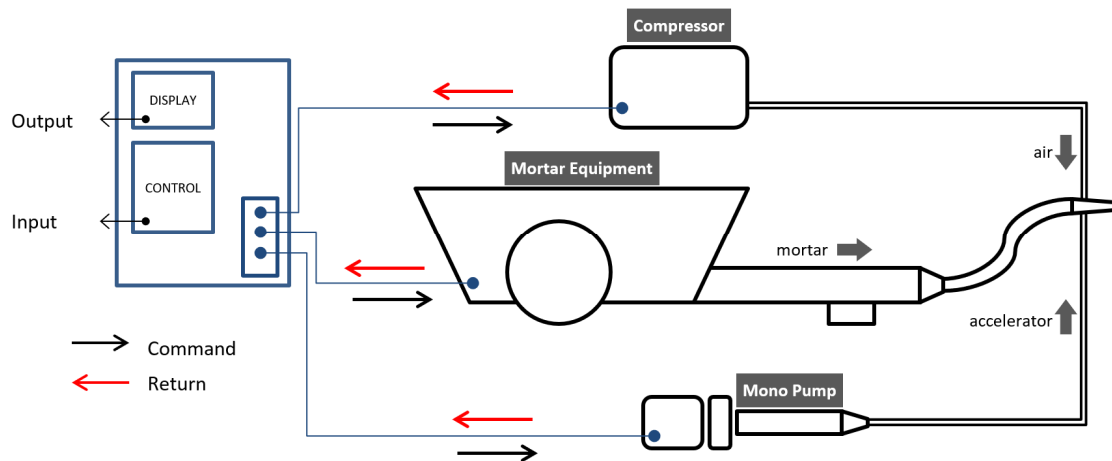 Compressor
DISPLAY
Output
air
Mortar Equipment
CONTROL
Input
mortar
accelerator
Command
Return
Mono Pump